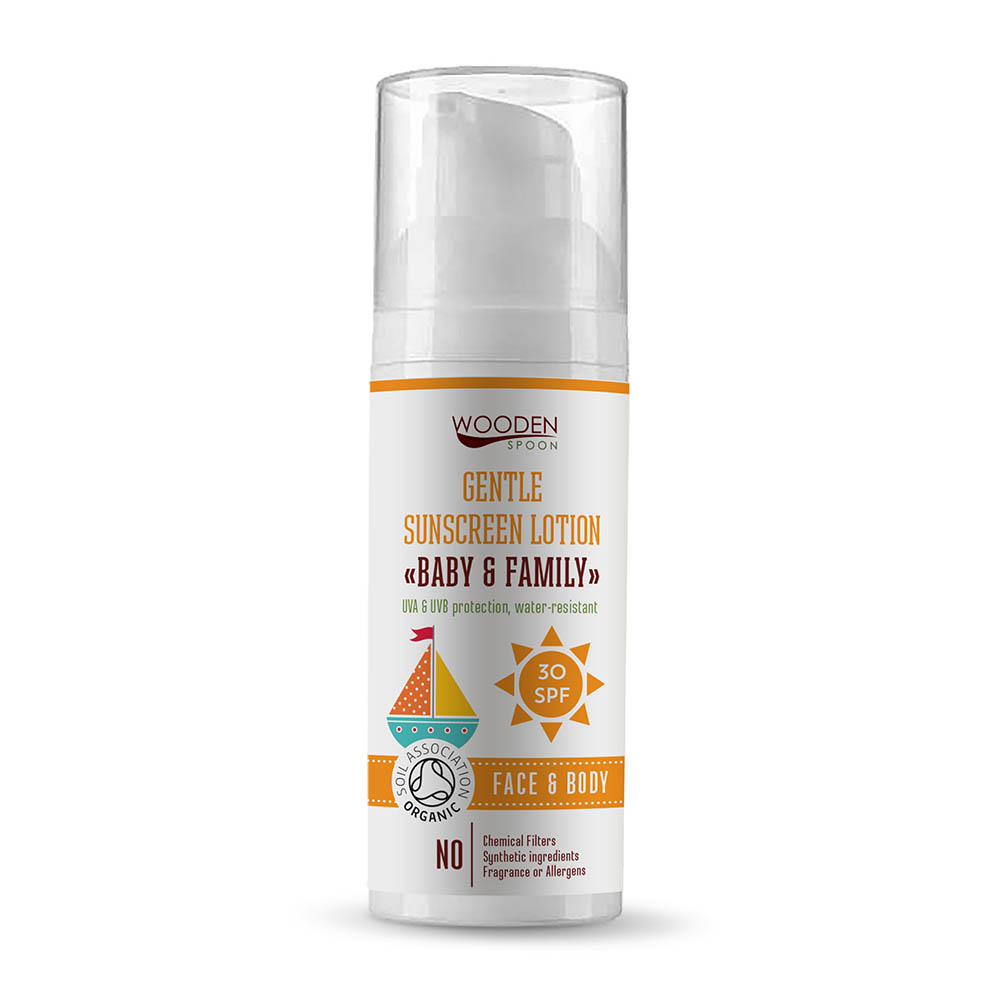 WOODEN
SPOON
GENTLE
SUNSCREEN LOTION
«BABY & FAMILY»
UVA & UVB protection, water-resistant
30
SPF
SOIL ASSOCIATION
ORGANIC
FACE & BODY
NO
Chemical Filters
Synthetic ingredients
Fragrance or Allergens